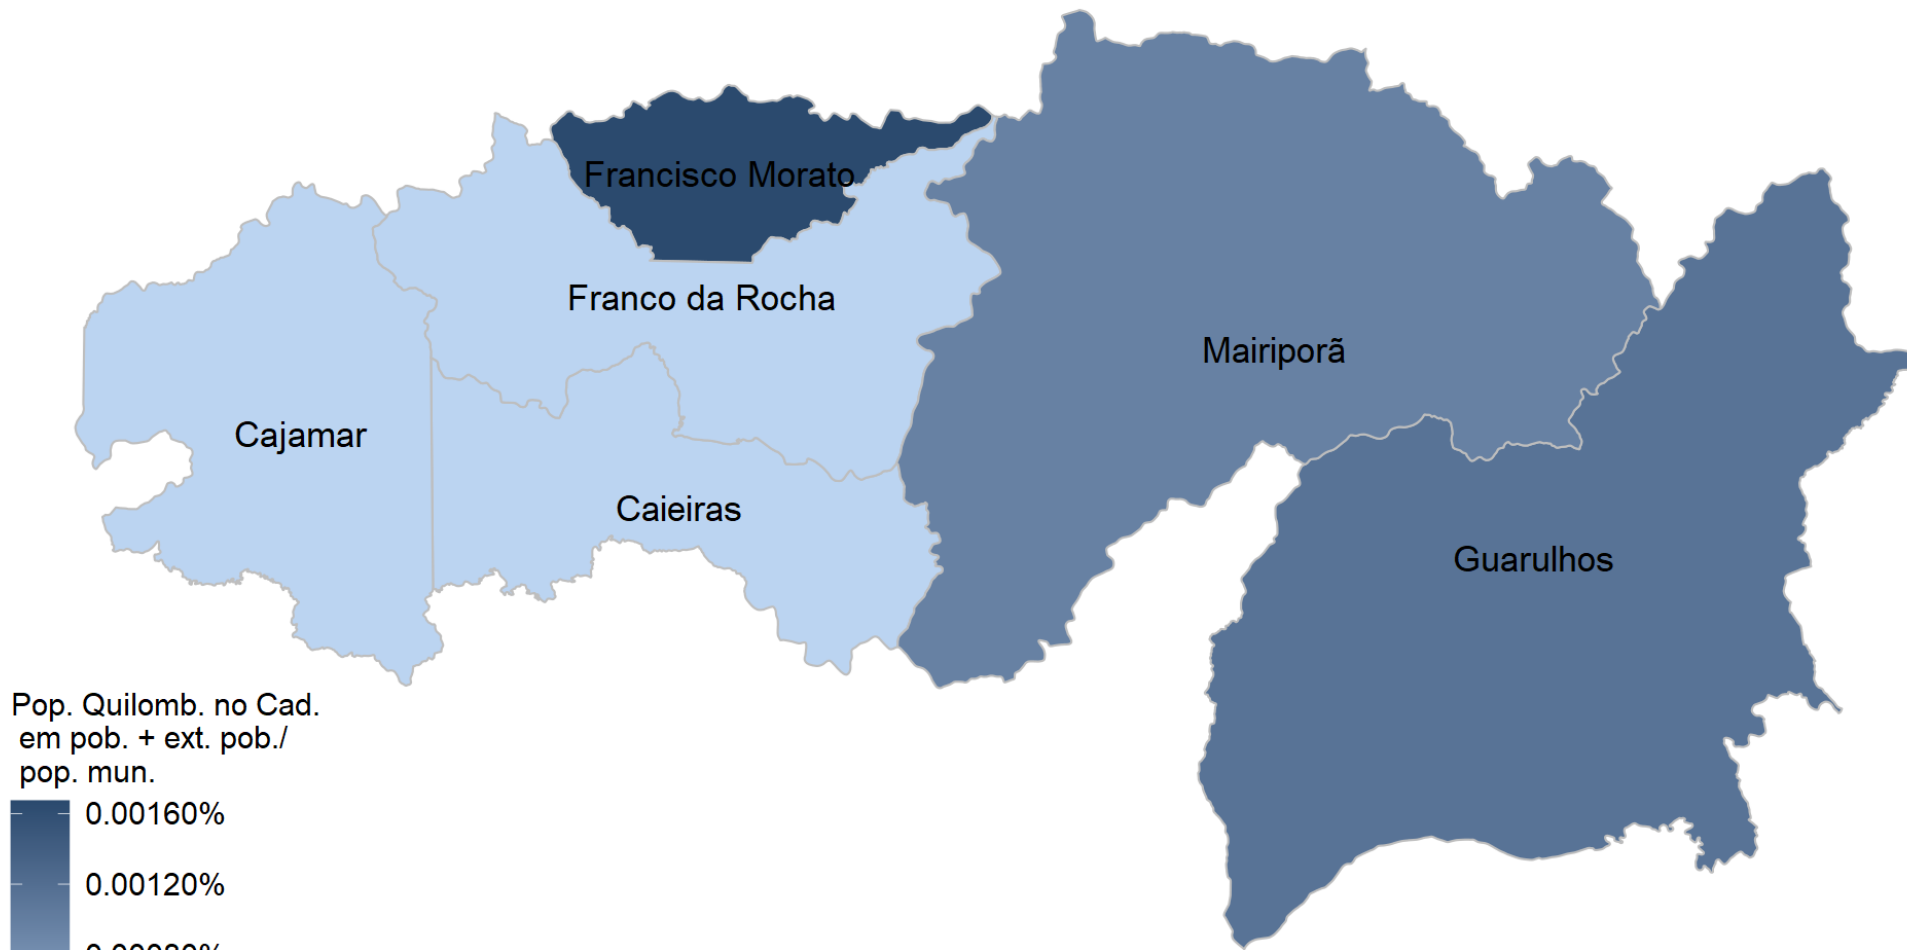 Francisco Morato
Franco da Rocha
Mairiporã
Cajamar
Caieiras
Guarulhos
Pop. Quilomb. no Cad.
em pob. + ext. pob./
pop. mun.
0.00160%
0.00120%